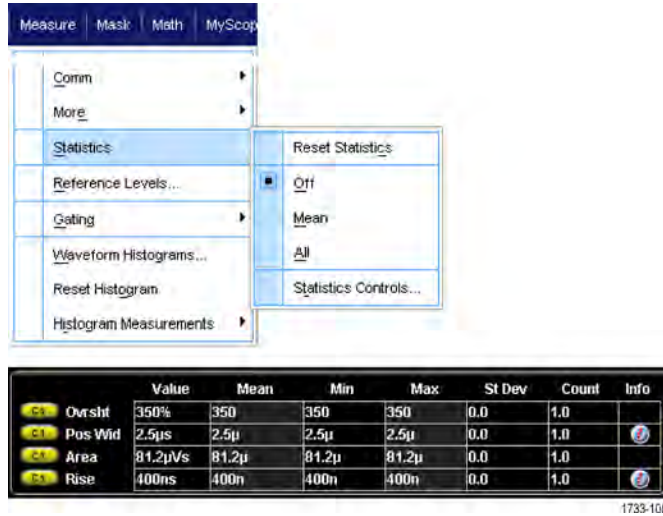 Measure Mask Math MyScop
Comm
More
Statistics
Reset Statistics
Reference Levels...
Off
Gating
Mean
Waveform Histograms...
All
Reset Histogram
Statistics Controls...
Histogram Measurements
Value Mean Min Max St Dev Count Info
C1 Ovrsht 350% 350 350 350 0.0 1.0
C1 Pos Wid 2.5µs 2.5µ 2.5µ 2.5µ 0.0 1.0
C1 Area 81.2µVs 81.2µ 81.2µ 81.2µ 0.0 1.0
C1 Rise 400ns 400n 400n 400n 0.0 1.0